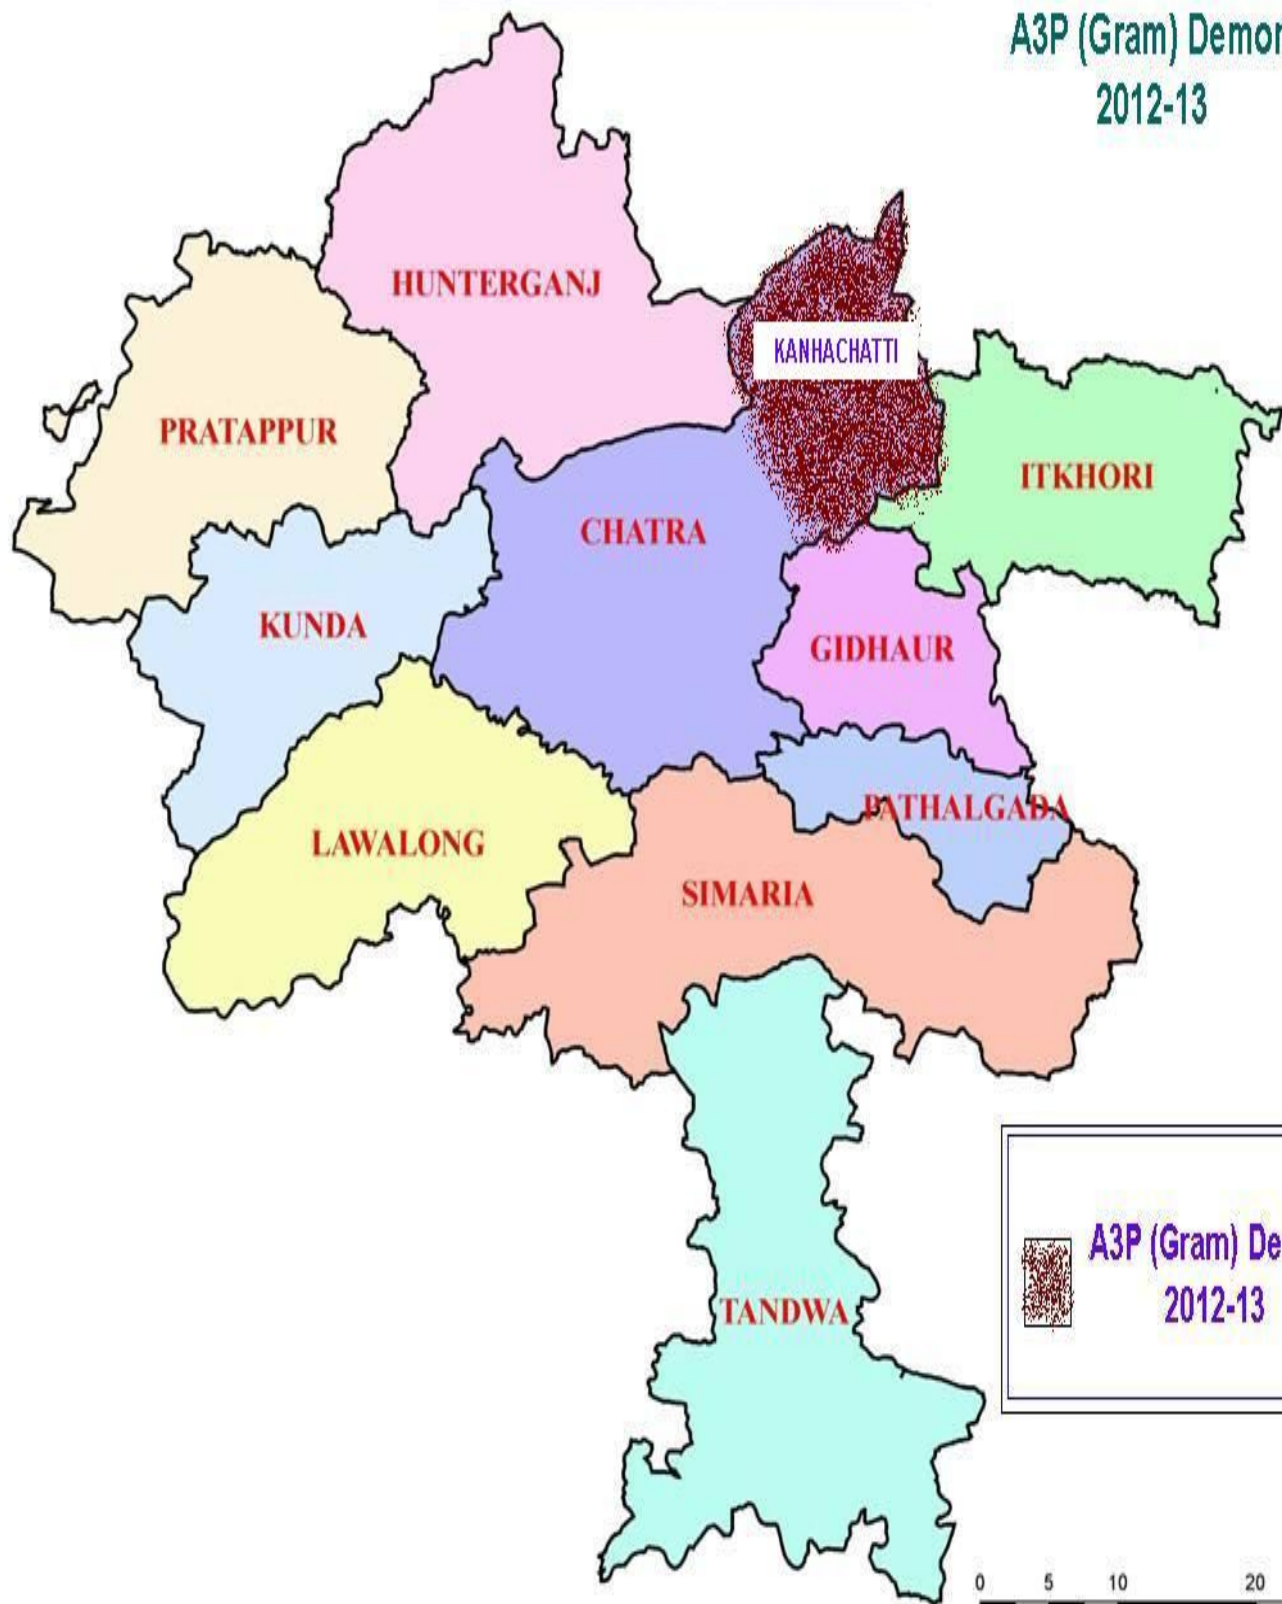 A3P (Gram) Demor
2012-13
HUNTERGANJ
KANHACHATTI
PRATAPPUR
ITKHORI
CHATRA
KUNDA
GIDHAUR
PATHALGADA
LAWALONG
SIMARIA
A3P (Gram) De
2012-13
TANDWA
0 5 10 20